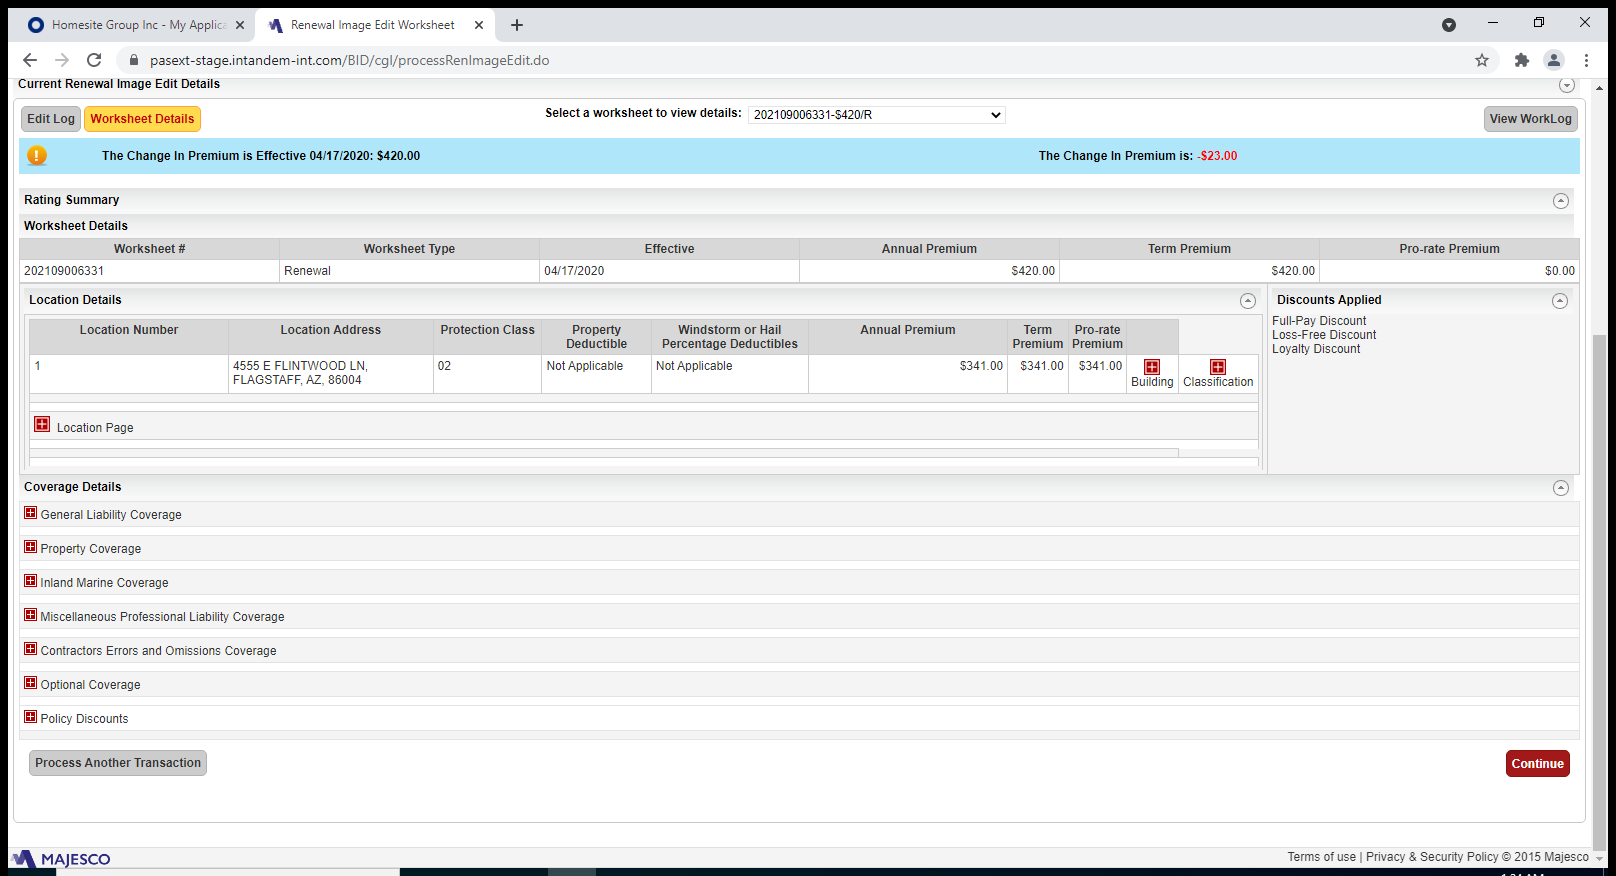 Homesite Group Inc - My Applica
Renewal Image Edit Worksheet
pasext-stage.intandem-int.com/BID/cgl/processRenImageEdit.do
Current Renewal Image Edit Details
Edit Log
Worksheet Details
Select a worksheet to view details:
202109006331-$420/R
View WorkLog
The Change In Premium is Effective 04/17/2020: $420.00
The Change In Premium is: -$23.00
Rating Summary
Worksheet Details
Worksheet # Worksheet Type Effective Annual Premium Term Premium Pro-rate Premium
202109006331 Renewal 04/17/2020 $420.00 $420.00 $0.00
Location Details
Location Number Location Address Protection Class Property Deductible Windstorm or Hail Percentage Deductibles Annual Premium Term Premium Pro-rate Premium
1 4555 E FLINTWOOD LN, FLAGSTAFF, AZ, 86004 02 Not Applicable Not Applicable $341.00 $341.00 $341.00 Building Classification
Location Page
Discounts Applied
Full-Pay Discount
Loss-Free Discount
Loyalty Discount
Coverage Details
General Liability Coverage
Property Coverage
Inland Marine Coverage
Miscellaneous Professional Liability Coverage
Contractors Errors and Omissions Coverage
Optional Coverage
Policy Discounts
Process Another Transaction
Continue
MAJESCO
Terms of use | Privacy & Security Policy © 2015 Majesco